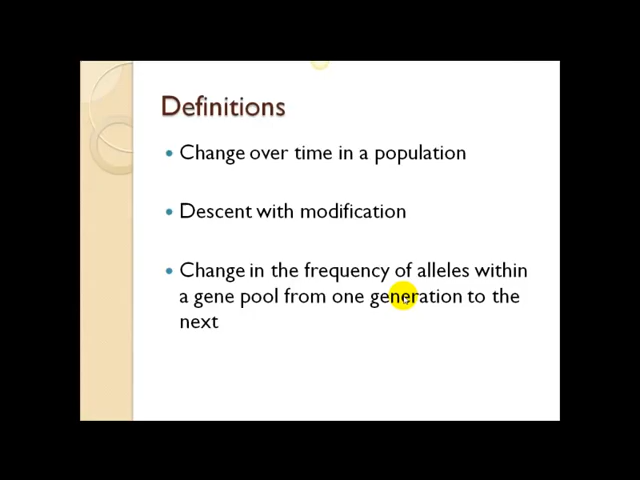 Definitions
Change over time in a population
Descent with modification
Change in the frequency of alleles within
a gene pool from one generation to the
next